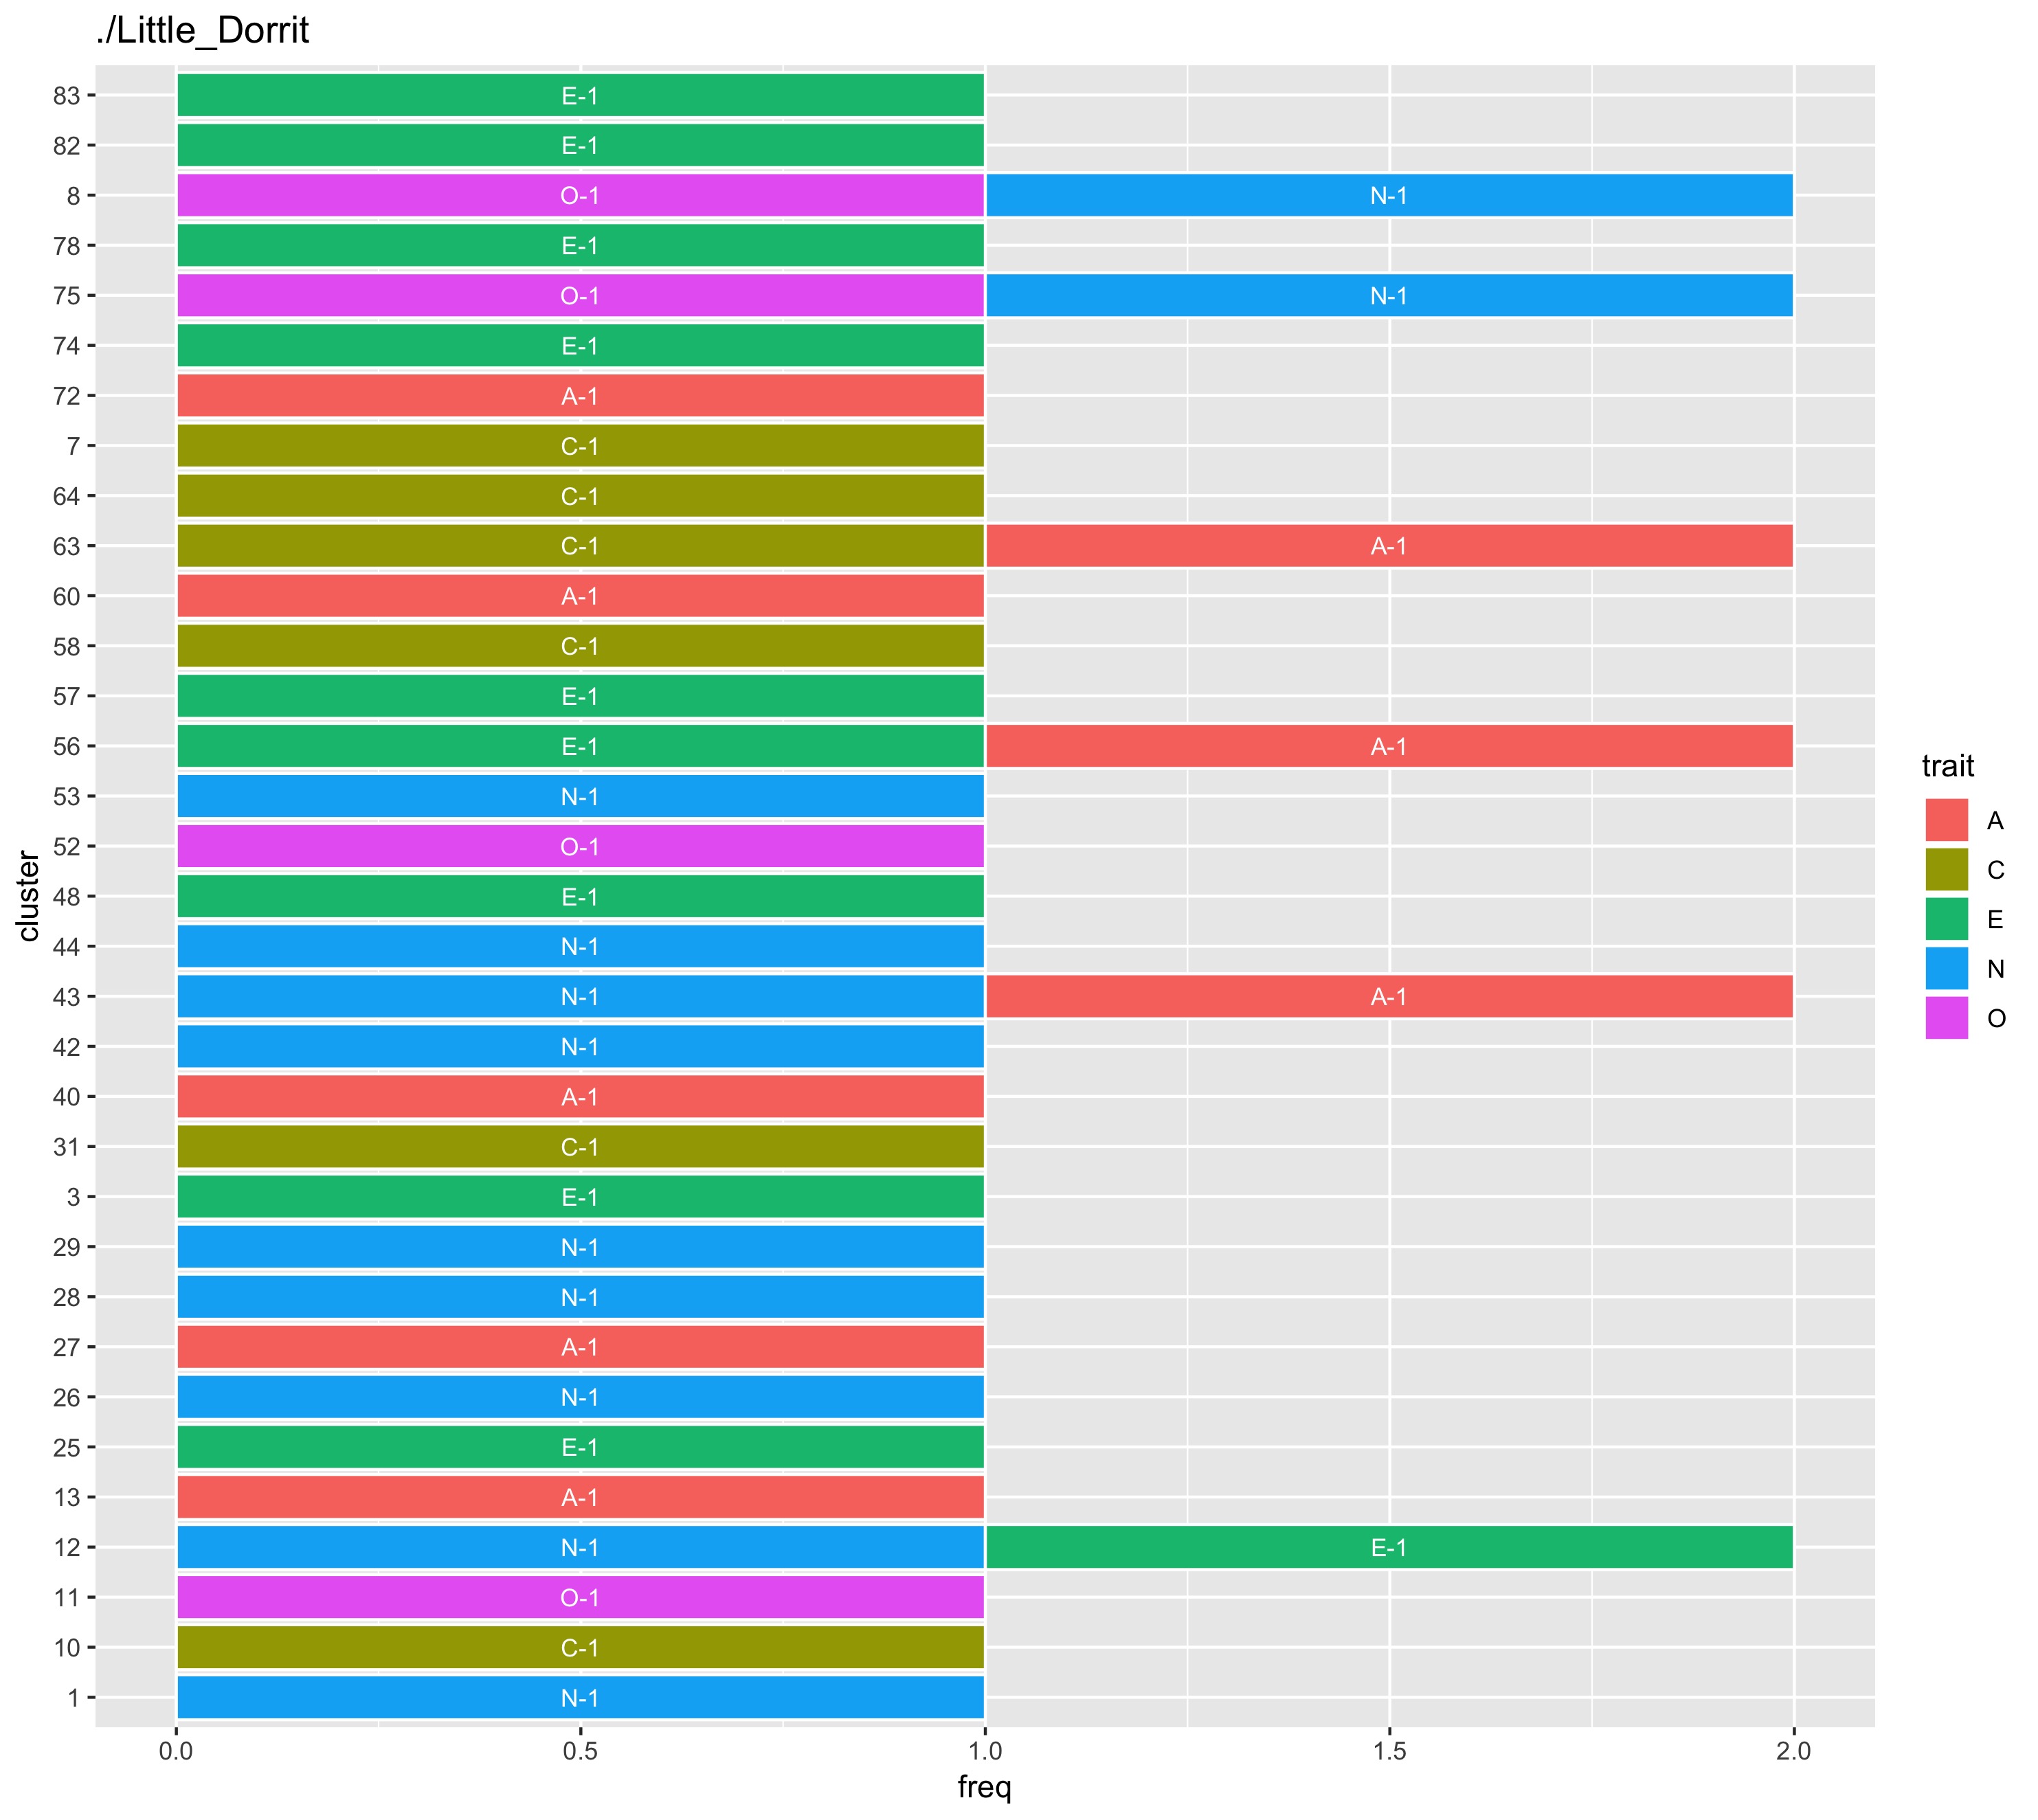 ./Little_Dorrit
83 E-1
82 E-1
8 O-1 N-1
78 E-1
75 O-1 N-1
74 E-1
72 A-1
7 C-1
64 C-1
63 C-1 A-1
60 A-1
58 C-1
57 E-1
56 E-1 A-1
53 N-1
52 O-1
48 E-1
44 N-1
43 N-1 A-1
42 N-1
40 A-1
31 C-1
3 E-1
29 N-1
28 N-1
27 A-1
26 N-1
25 E-1
13 A-1
12 N-1 E-1
11 O-1
10 C-1
1 N-1
0.0 0.5 1.0 1.5 2.0
freq
cluster
trait
A
C
E
N
O